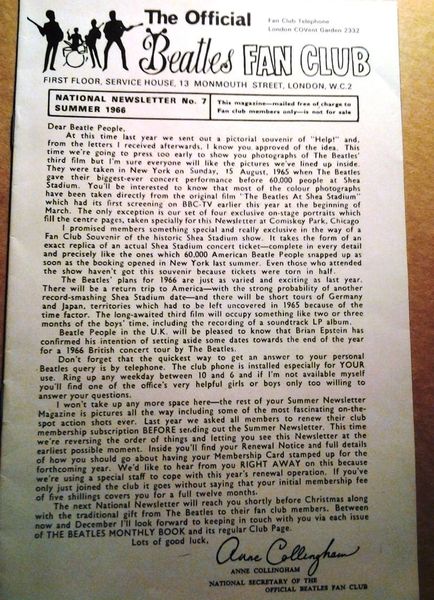 The Official
Beatles FAN CLUB
Fan Club Telephone
London COVent Garden 2332
FIRST FLOOR, SERVICE HOUSE, 13 MONMOUTH STREET, LONDON, W.C.2
NATIONAL NEWSLETTER No. 7
SUMMER 1966
This magazine—mailed free of charge to
Fan club members only—is not for sale
Dear Beatle People,
At this time last year we sent out a pictorial souvenir of "Help!" and,
from the letters I received afterwards, I know you approved of the idea. This
time we're going to press too early to show you photographs of The Beatles'
third film but I'm sure everyone will like the pictures we've lined up inside.
They were taken in New York on Sunday, 15 August, 1965 when The Beatles
gave their biggest-ever concert performance before 60,000 people at Shea
Stadium. You'll be interested to know that most of the colour photographs
have been taken directly from the original film "The Beatles At Shea Stadium"
which had its first screening on BBC-TV earlier this year at the beginning of
March. The only exception is our set of four exclusive on-stage portraits which
fill the centre pages, taken specially for this Newsletter at Comiskey Park, Chicago
I promised members something special and really exclusive in the way of a
Fan Club Souvenir of the historic Shea Stadium show. It takes the form of an
exact replica of an actual Shea Stadium concert ticket—complete in every detail
and precisely like the ones which 60,000 American Beatle People snapped up as
soon as the booking opened in New York last summer. Even those who attended
the show haven't got this souvenir because tickets were torn in half.
The Beatles' plans for 1966 are just as varied and exciting as last year.
There will be a return trip to America—with the strong probability of another
record-smashing Shea Stadium date—and there will be short tours of Germany
and Japan, territories which had to be left uncovered in 1965 because of the
time factor. The long-awaited third film will occupy something like two or three
months of the boys' time, including the recording of a soundtrack LP album.
Beatle People in the U.K. will be pleased to know that Brian Epstein has
confirmed his intention of setting aside some dates towards the end of the year
for a 1966 British concert tour by The Beatles.
Don't forget that the quickest way to get an answer to your personal
Beatles query is by telephone. The club phone is installed especially for YOUR
use. Ring up any weekday between 10 and 6 and if I'm not available myself
you'll find one of the office's very helpful girls or boys only too willing to
answer your questions.
I won't take up any more space here—the rest of your Summer Newsletter
Magazine is pictures all the way including some of the most fascinating on-the-
spot action shots ever. Last year we asked all members to renew their club
membership subscription BEFORE sending out the Summer Newsletter. This time
we're reversing the order of things and letting you see this Newsletter at the
earliest possible moment. Inside you'll find your Renewal Notice and full details
of how you should go about having your Membership Card stamped up for the
forthcoming year. We'd like to hear from you RIGHT AWAY on this because
we're using a special staff to cope with this year's renewal operation. If you've
only just joined the club it goes without saying that your initial membership fee
of five shillings covers you for a full twelve months.
The next National Newsletter will reach you shortly before Christmas along
with the traditional gift from The Beatles to their fan club members. Between
now and December I'll look forward to keeping in touch with you via each issue
of THE BEATLES MONTHLY BOOK and its regular Club Page.
Lots of good luck,
Anne Collingham
ANNE COLLINGHAM
NATIONAL SECRETARY OF THE
OFFICIAL BEATLES FAN CLUB